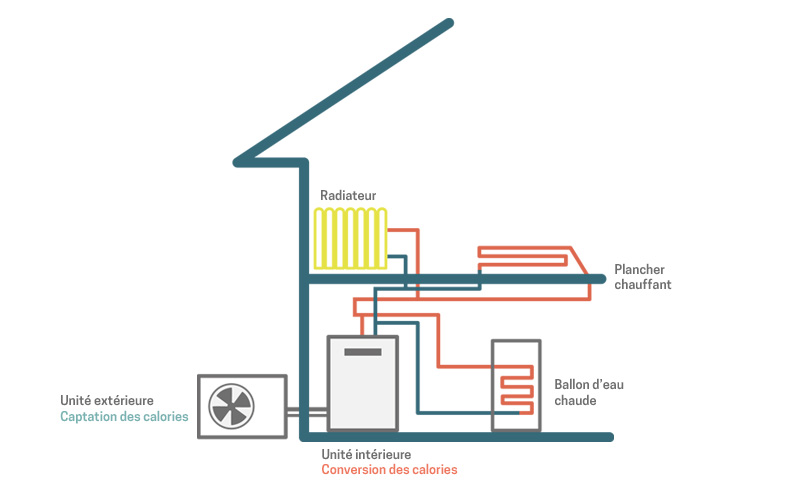 Radiateur
Plancher
chauffant
Unité extérieure
Captation des calories
Ballon d’eau
chaude
Unité intérieure
Conversion des calories